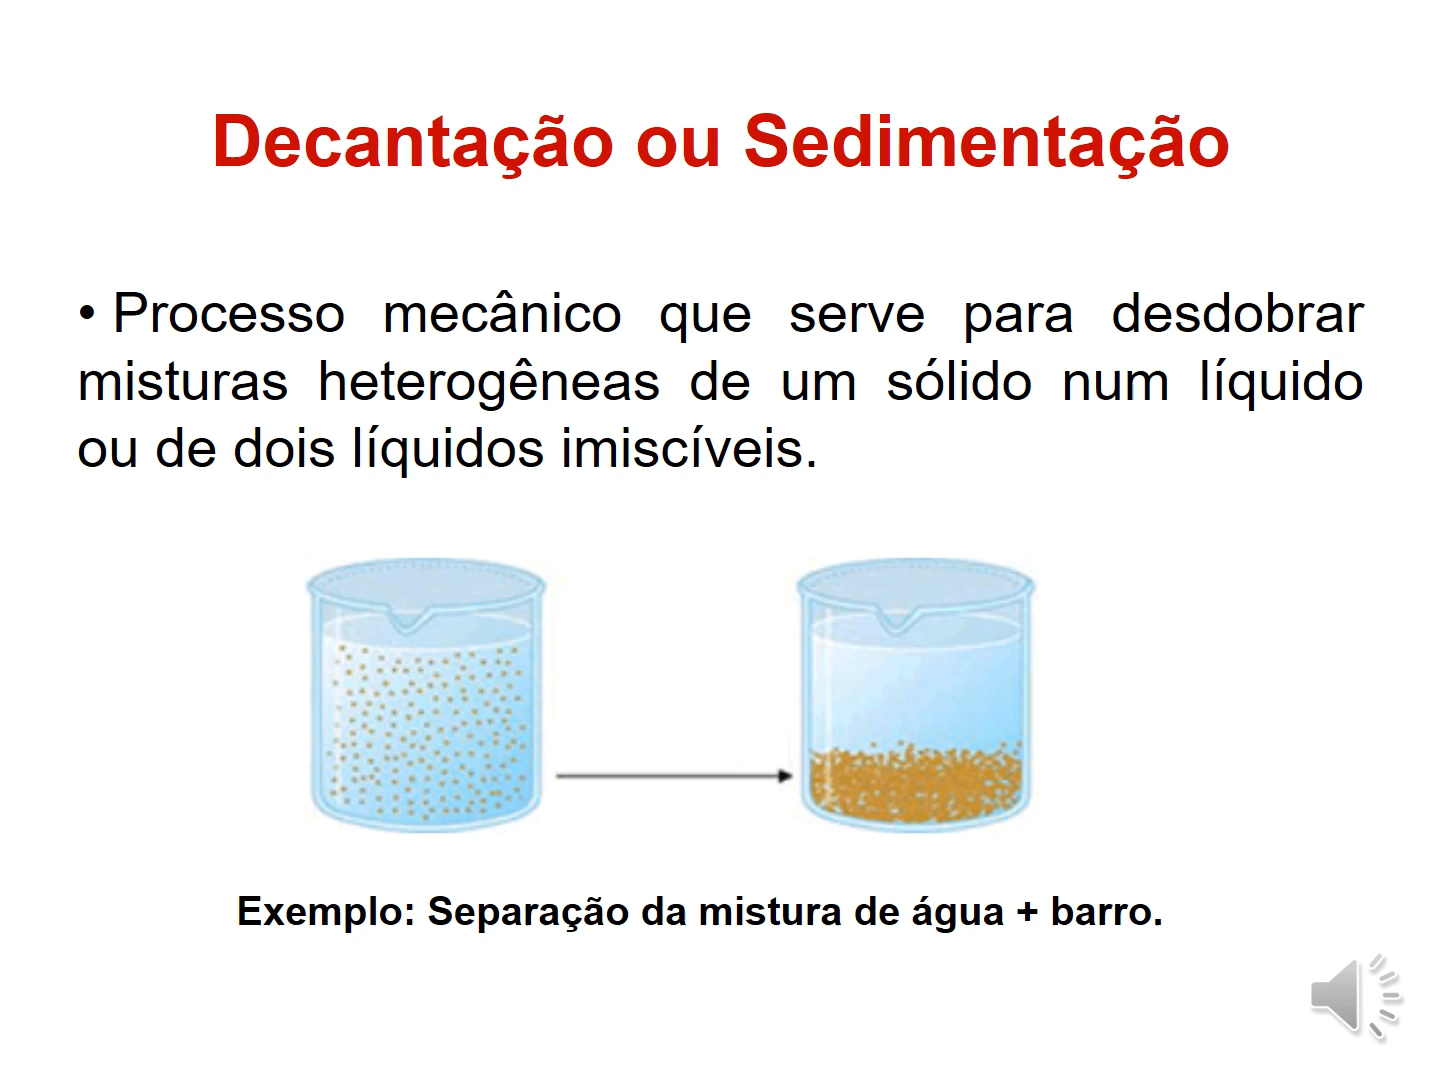 Decantação ou Sedimentação
• Processo mecânico que serve para desdobrar
misturas heterogêneas de um sólido num líquido
ou de dois líquidos imiscíveis.
Exemplo: Separação da mistura de água + barro.